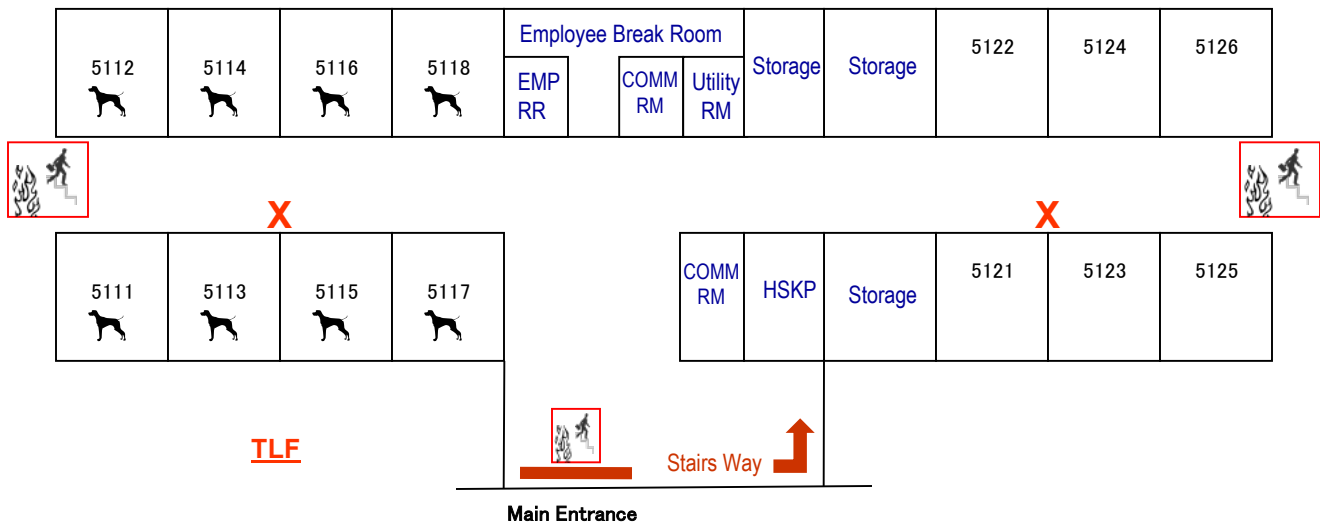 Employee Break Room
5122 5124 5126
5112 5114 5116 5118
Storage Storage
EMP
RR
COMM
RM
Utility
RM
X X
5111 5113 5115 5117
COMM
RM
HSKP
Storage
5121 5123 5125
TLF
Stairs Way
Main Entrance